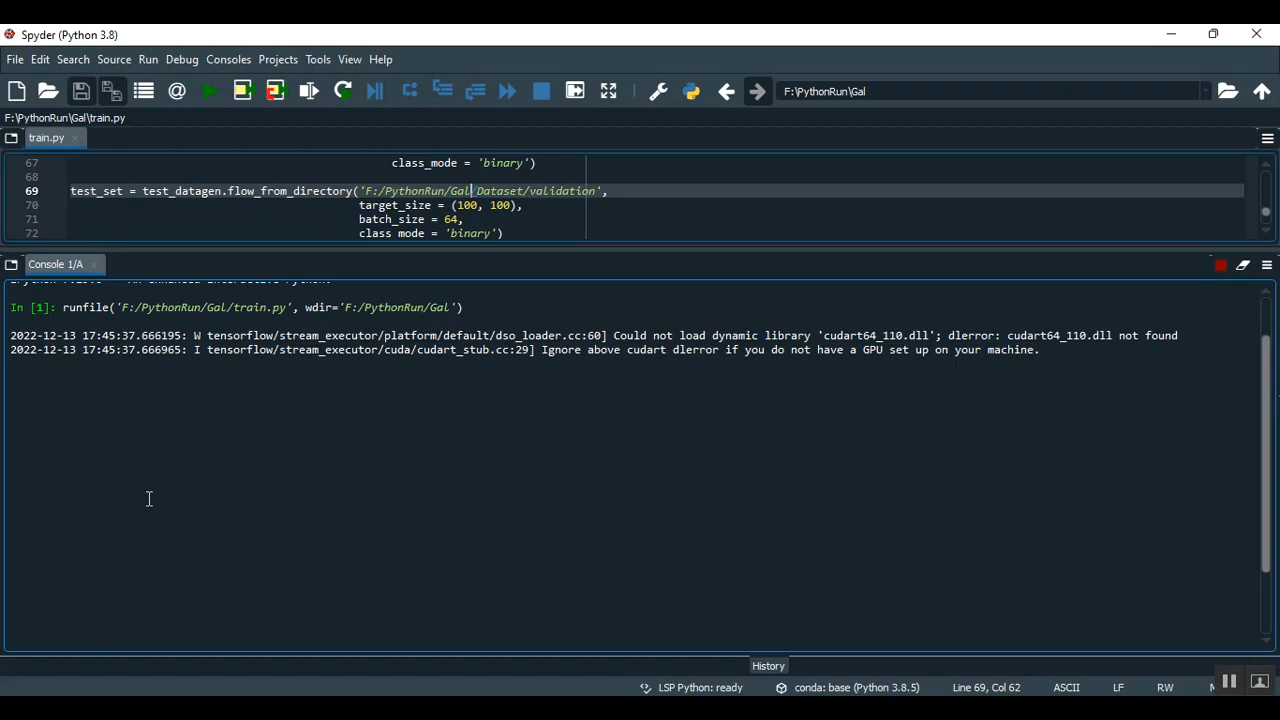 Spyder (Python 3.8)
File Edit Search Source Run Debug Consoles Projects Tools View Help
F:\PythonRun\Gal
F:\PythonRun\Gal\train.py
train.py
67 class_mode = 'binary')
68
69 test_set = test_datagen.flow_from_directory('F:/PythonRun/Gal/Dataset/validation',
70 target_size = (100, 100),
71 batch_size = 64,
72 class mode = 'binary')
Console 1/A
In [1]: runfile('F:/PythonRun/Gal/train.py', wdir='F:/PythonRun/Gal')
2022-12-13 17:45:37.666195: W tensorflow/stream_executor/platform/default/dso_loader.cc:60] Could not load dynamic library 'cudart64_110.dll'; dlerror: cudart64_110.dll not found
2022-12-13 17:45:37.666965: I tensorflow/stream_executor/cuda/cudart_stub.cc:29] Ignore above cudart dlerror if you do not have a GPU set up on your machine.
History
LSP Python: ready conda: base (Python 3.8.5) Line 69, Col 62 ASCII LF RW